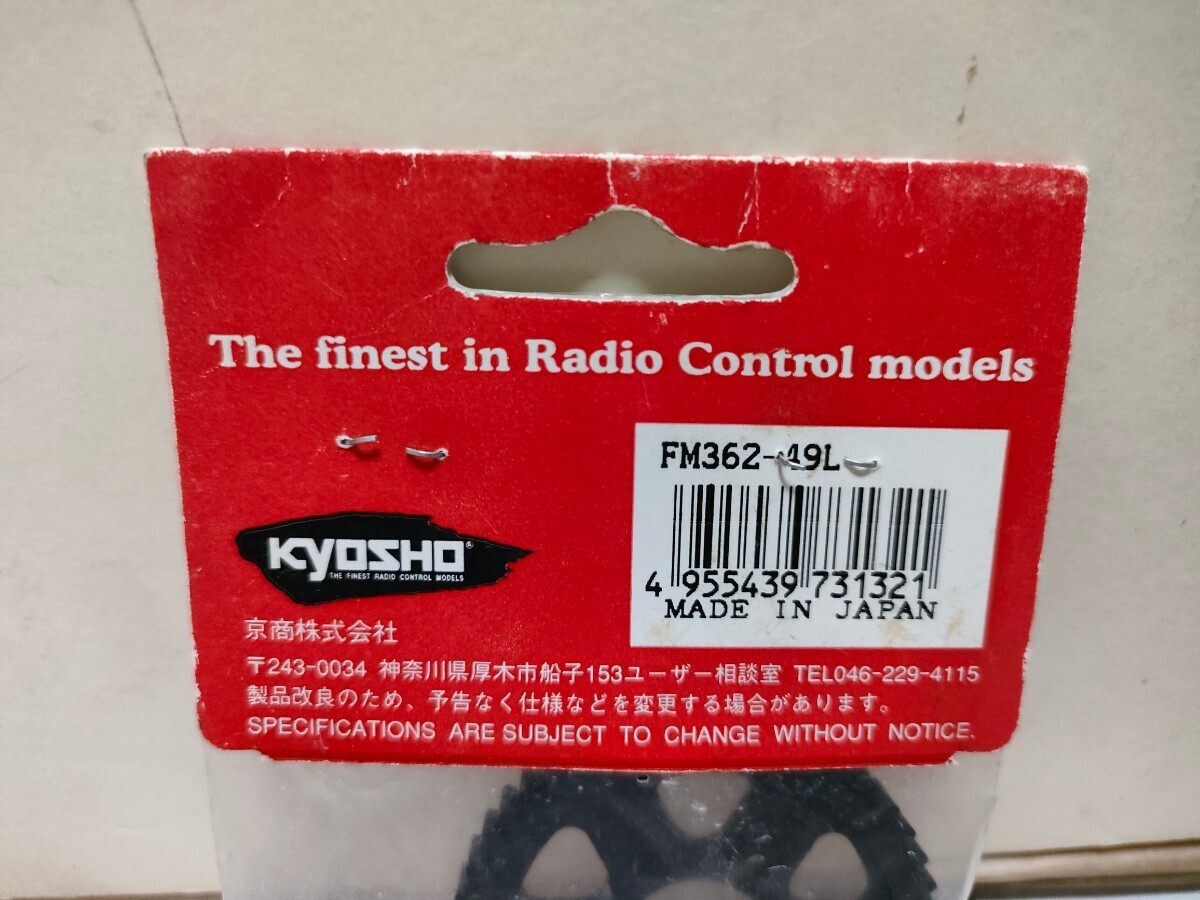 The finest in Radio Control models
FM362-49L
4 955439 731321
MADE IN JAPAN
KYOSHO®
THE FINEST RADIO CONTROL MODELS
京商株式会社
〒243-0034 神奈川県厚木市船子153ユーザー相談室 TEL046-229-4115
製品改良のため、予告なく仕様などを変更する場合があります。
SPECIFICATIONS ARE SUBJECT TO CHANGE WITHOUT NOTICE.